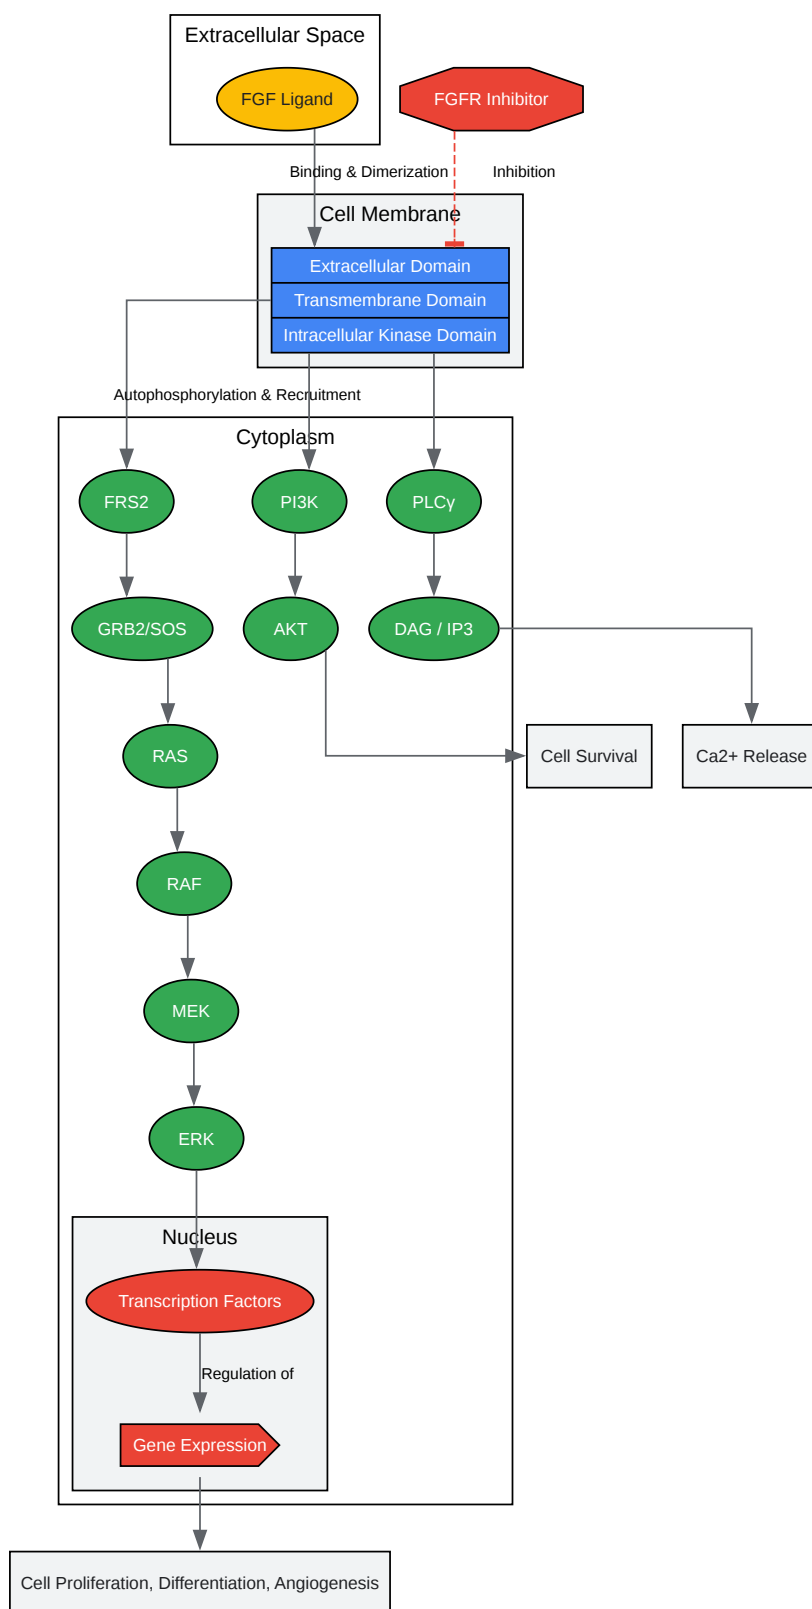 Extracellular Space
FGF Ligand
FGFR Inhibitor
Binding & Dimerization
Inhibition
Cell Membrane
Extracellular Domain
Transmembrane Domain
Intracellular Kinase Domain
Autophosphorylation & Recruitment
Cytoplasm
FRS2
PI3K
PLCγ
GRB2/SOS
AKT
DAG / IP3
RAS
Cell Survival
Ca2+ Release
RAF
MEK
ERK
Nucleus
Transcription Factors
Regulation of
Gene Expression
Cell Proliferation, Differentiation, Angiogenesis